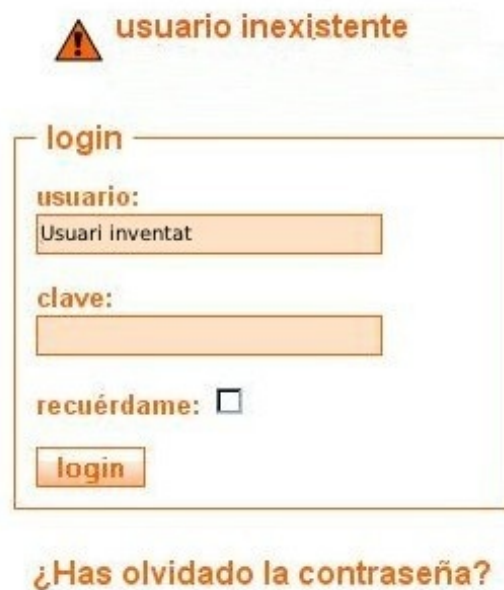 usuario inexistente
login
usuario:
Usuari inventat
clave:
recuérdame:
login
¿Has olvidado la contraseña?